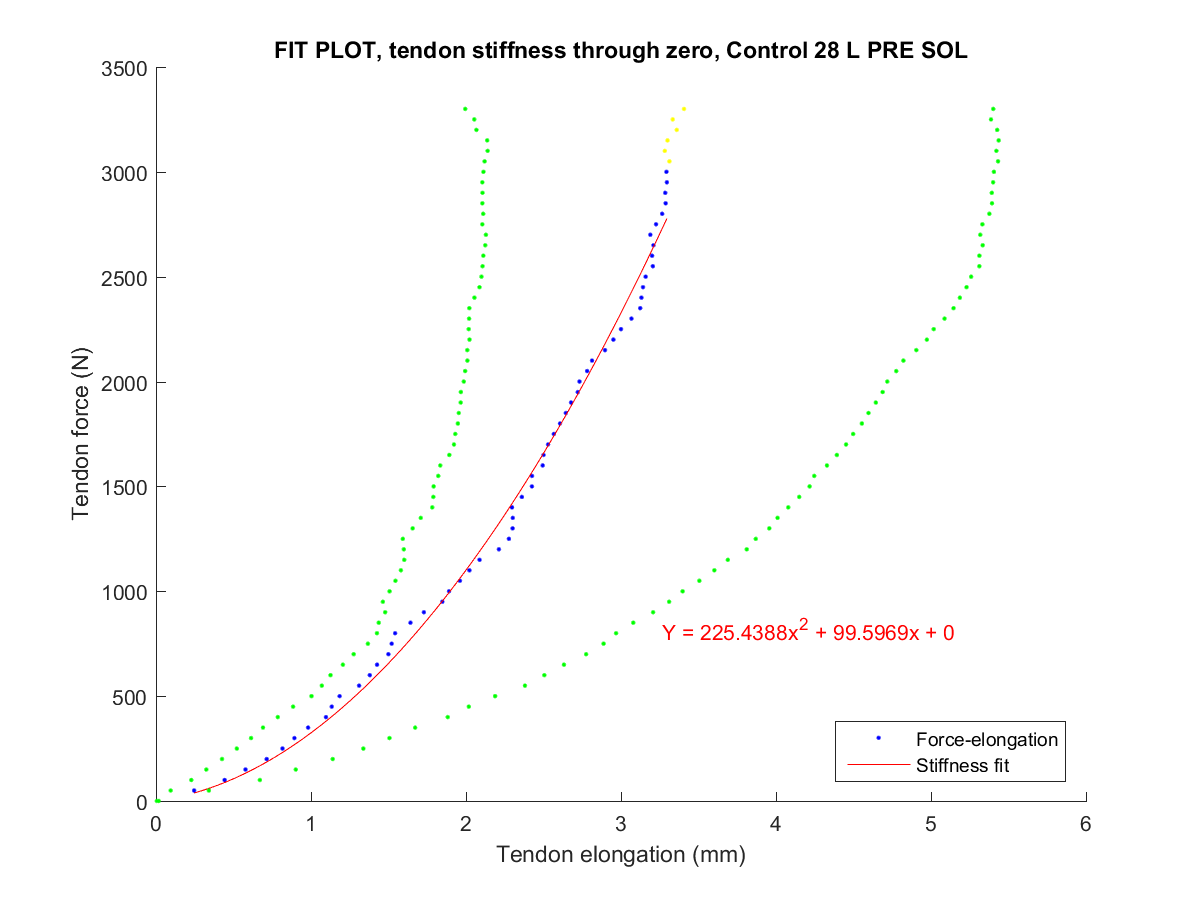 FIT PLOT, tendon stiffness through zero, Control 28 L PRE SOL
3500
3000
2500
2000
1500
1000
500
0
Tendon force (N)
Y = 225.4388x² + 99.5969x + 0
Force-elongation
Stiffness fit
0 1 2 3 4 5 6
Tendon elongation (mm)